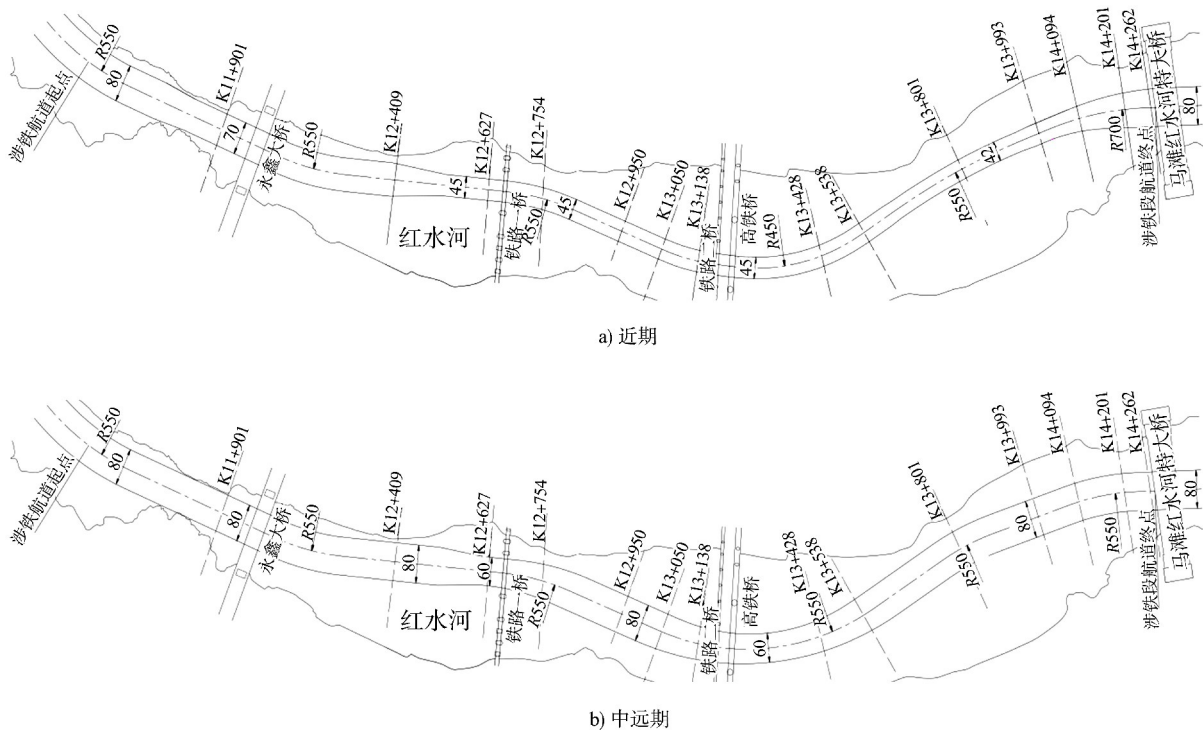 涉铁航道起点
R550
80
K11+901
70
永鑫大桥
R550
K12+409
红水河
45
K12+627
铁路一桥
K12+754
R550
45
K12+950
K13+050
K13+138
铁路二桥
高铁桥
45
R450
K13+428
K13+538
K13+801
R550
42
K13+993
K14+094
R700
K14+201
K14+262
涉铁段航道终点
马滩红水河特大桥
80
a) 近期
涉铁航道起点
R550
80
K11+901
80
永鑫大桥
R550
K12+409
80
红水河
60
K12+627
铁路一桥
K12+754
R550
K12+950
80
K13+050
K13+138
铁路二桥
高铁桥
60
R550
K13+428
K13+538
K13+801
R550
80
K13+993
K14+094
R550
K14+201
K14+262
涉铁段航道终点
马滩红水河特大桥
80
b) 中远期